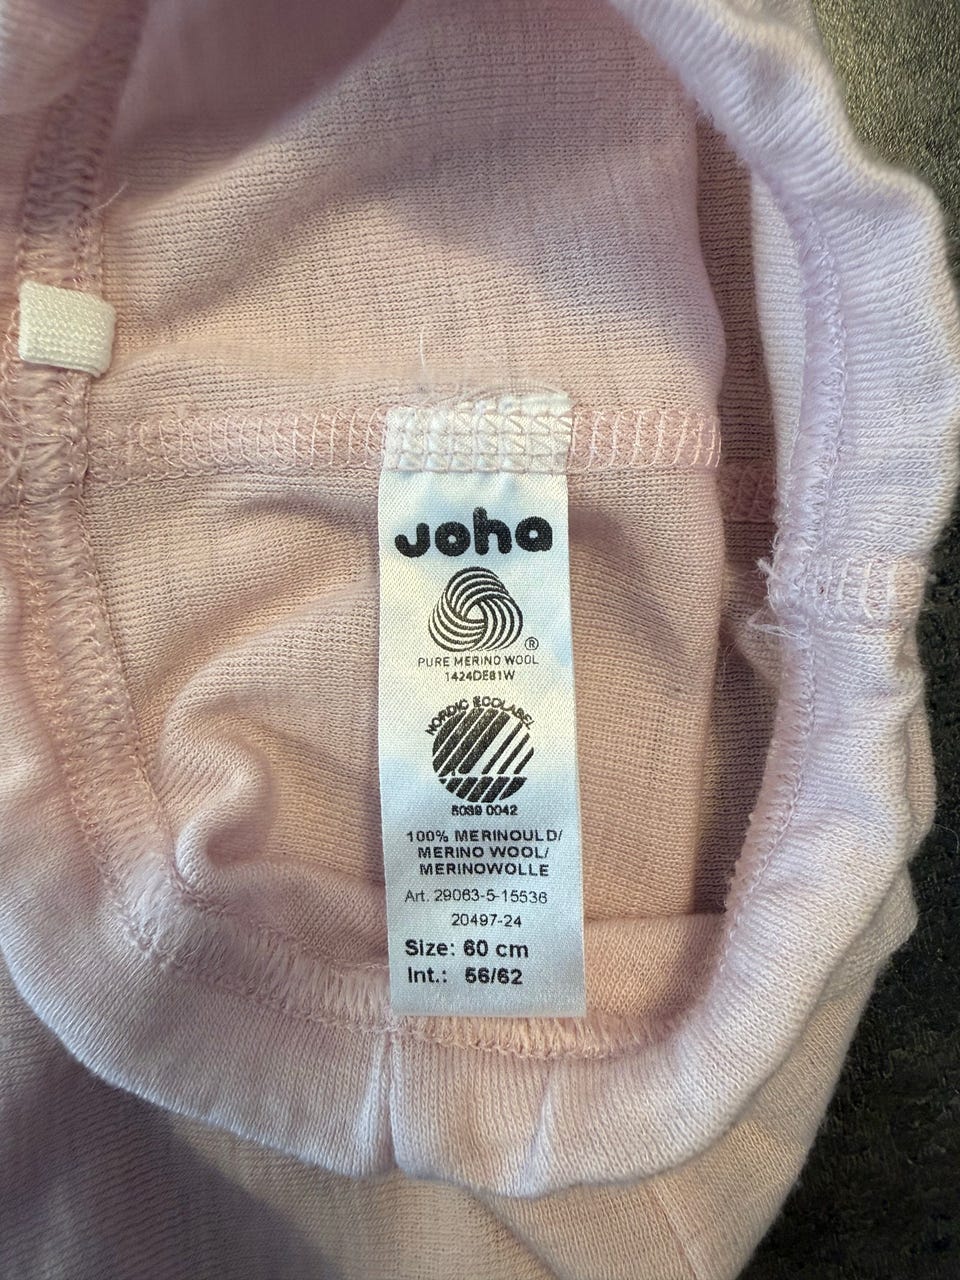 Joha
®
PURE MERINO WOOL
1424DE81W
NORDIC ECOLABEL
5039 0042
100% MERINOULD/
MERINO WOOL/
MERINOWOLLE
Art. 29063-5-15536
20497-24
Size: 60 cm
Int.: 56/62